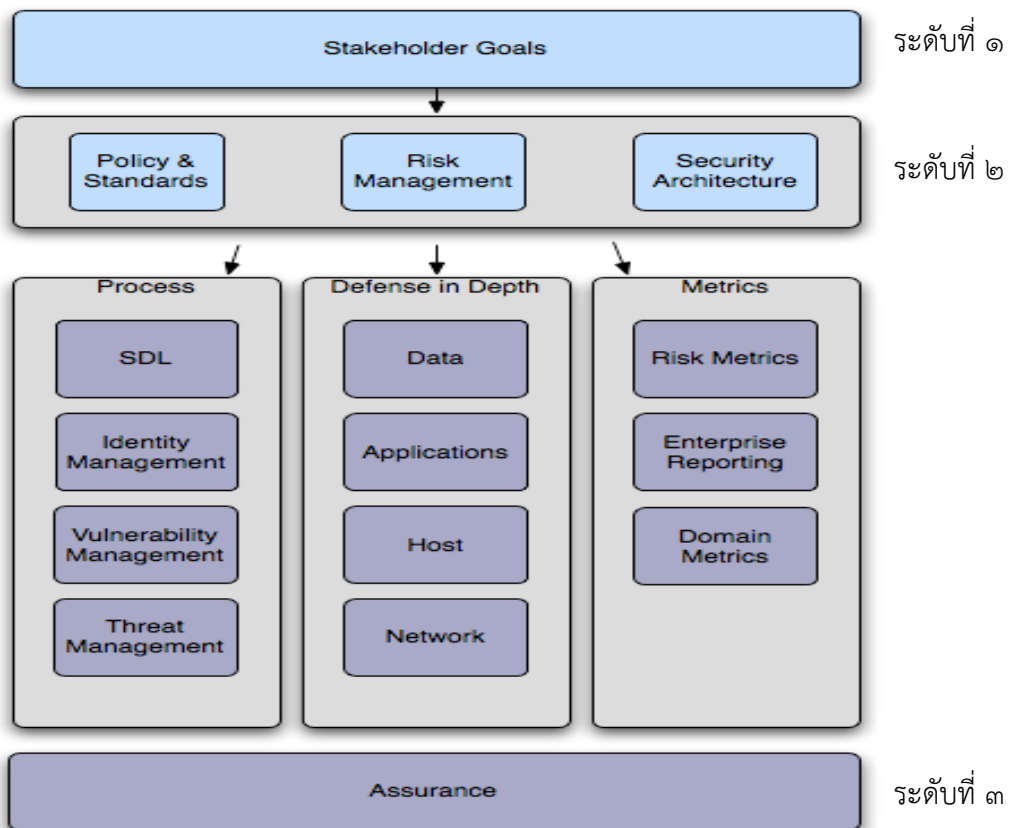 Stakeholder Goals
ระดับที่ ๑
Policy &
Standards
Risk
Management
Security
Architecture
ระดับที่ ๒
Process
SDL
Identity
Management
Vulnerability
Management
Threat
Management
Defense in Depth
Data
Applications
Host
Network
Metrics
Risk Metrics
Enterprise
Reporting
Domain
Metrics
Assurance
ระดับที่ ๓